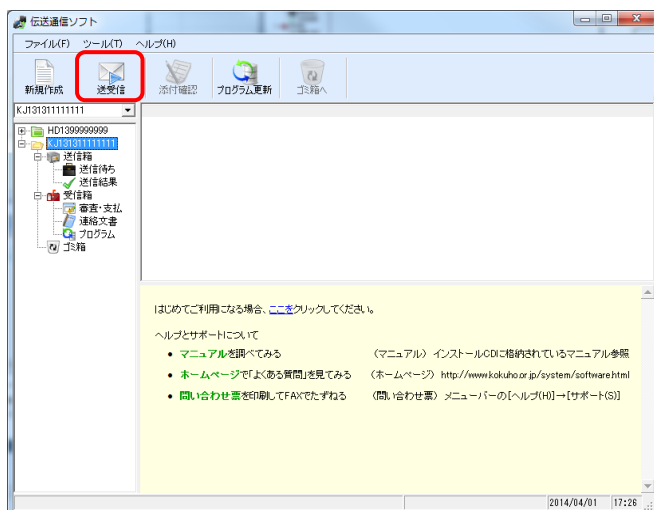 伝送通信ソフト
ファイル(F) ツール(T) ヘルプ(H)
新規作成 送受信 添付確認 プログラム更新 ゴミ箱へ
KJ131311111111
HD1399999999
KJ131311111111
送信箱
送信待ち
送信結果
受信箱
審査・支払
連絡文書
プログラム
ゴミ箱
はじめてご利用になる場合、ここをクリックしてください。
ヘルプとサポートについて
• マニュアルを調べてみる (マニュアル) インストールCDに格納されているマニュアル参照
• ホームページで「よくある質問」を見てみる (ホームページ) http://www.kokuho.or.jp/system/software.html
• 問い合わせ票を印刷してFAXでたずねる (問い合わせ票) メニューバーの[ヘルプ(H)]→[サポート(S)]
2014/04/01 17:26